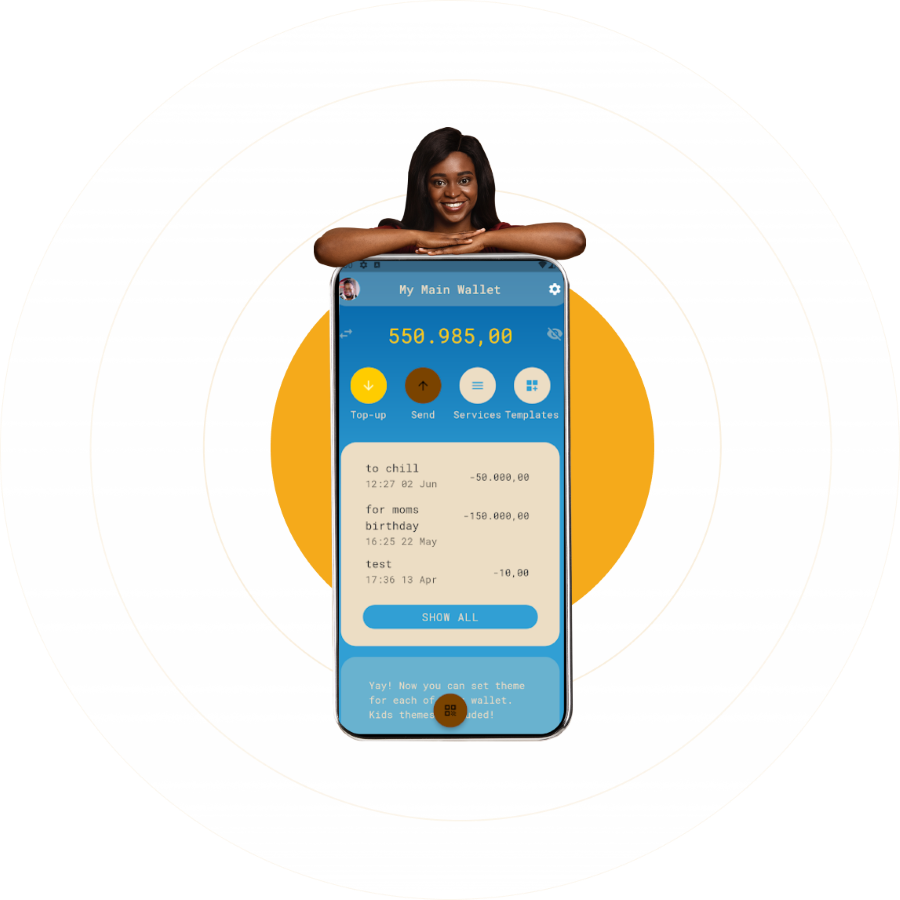 My Main Wallet
550.985,00
Top-up Send Services Templates
to chill
-50.000,00
12:27 02 Jun
for moms
-150.000,00
birthday
16:25 22 May
test
-10,00
17:36 13 Apr
SHOW ALL
Yay! Now you can set theme
for each of wallet.
Kids themes uded!